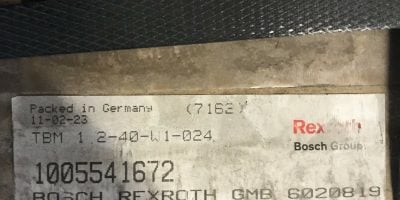 Packed in Germany (7162)
11-02-23
TBM 1 2-40-W1-024
Rexroth
Bosch Group
1005541672
BOSCH REXROTH GMB 6020819